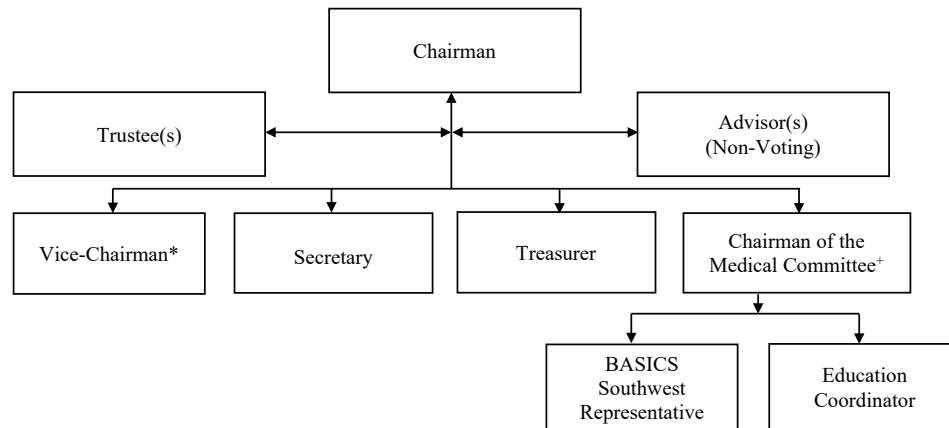 Chairman
Trustee(s)
Advisor(s)
(Non-Voting)
Vice-Chairman*
Secretary
Treasurer
Chairman of the
Medical Committee⁺
BASICS
Southwest
Representative
Education
Coordinator